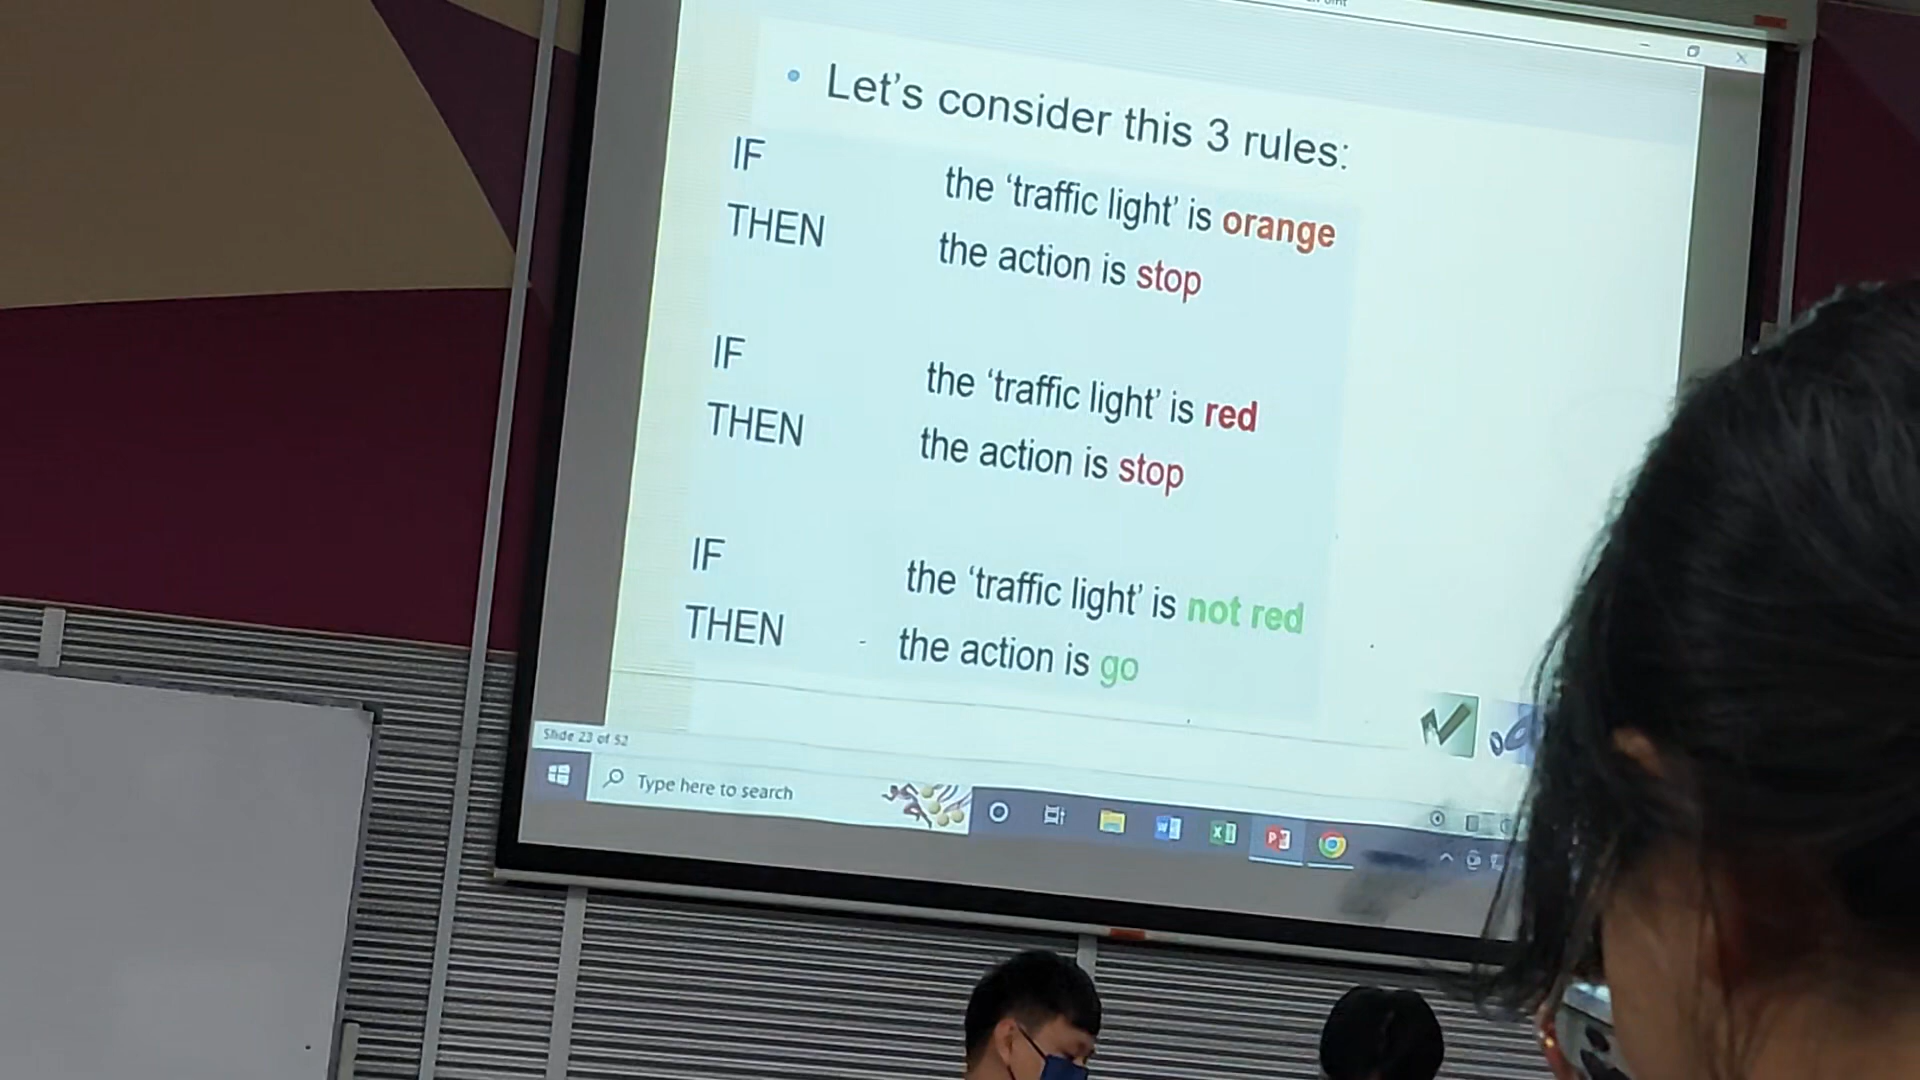 Let's consider this 3 rules:
IF the 'traffic light' is orange
THEN the action is stop
IF the 'traffic light' is red
THEN the action is stop
IF the 'traffic light' is not red
THEN - the action is go
Slide 23 of 52
Type here to search